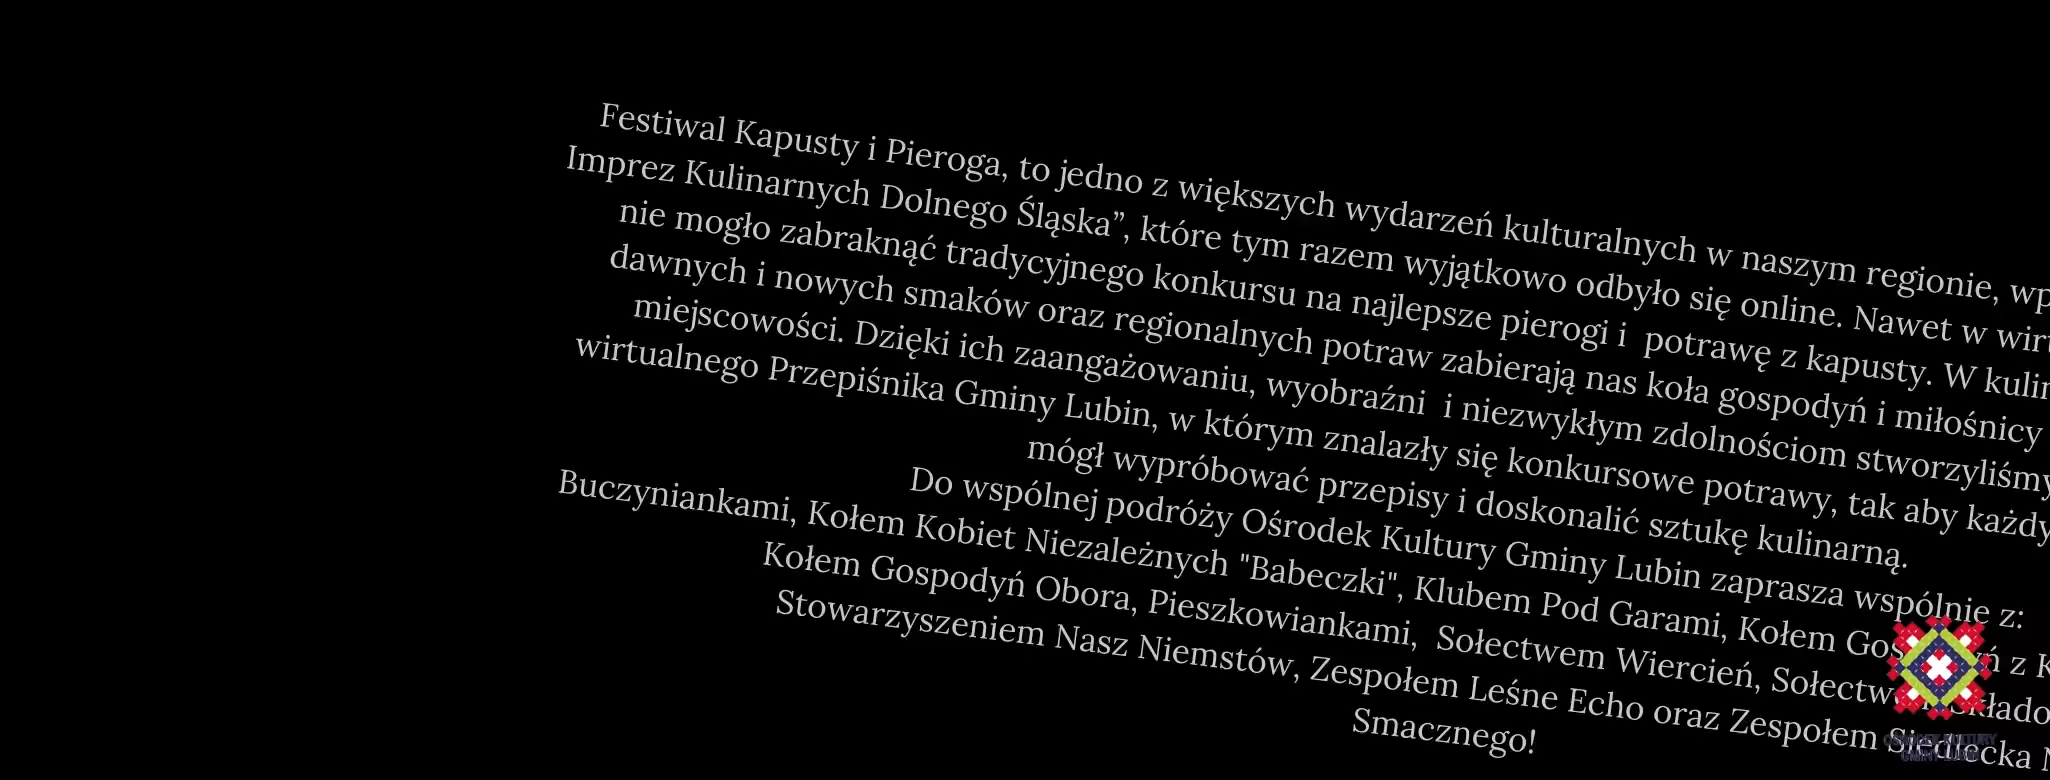 Festiwal Kapusty i Pieroga, to jedno z większych wydarzeń kulturalnych w naszym regionie,
Imprez Kulinarnych Dolnego Śląska”, które tym razem wyjątkowo odbyło się online. Nawet w
nie mogło zabraknąć tradycyjnego konkursu na najlepsze pierogi i potrawę z kapusty. W
dawnych i nowych smaków oraz regionalnych potraw zabierają nas koła gospodyń i miłośnicy
miejscowości. Dzięki ich zaangażowaniu, wyobraźni i niezwykłym zdolnościom stworzyliśmy
wirtualnego Przepiśnika Gminy Lubin, w którym znalazły się konkursowe potrawy, tak aby każdy
mógł wypróbować przepisy i doskonalić sztukę kulinarną.
Do wspólnej podróży Ośrodek Kultury Gminy Lubin zaprasza wspólnie z:
Buczyniankami, Kołem Kobiet Niezależnych "Babeczki", Klubem Pod Garami, Kołem z
Kołem Gospodyń Obora, Pieszkowiankami, Sołectwem Wiercień,
Stowarzyszeniem Nasz Niemstów, Zespołem Leśne Echo oraz Zespołem Siedlecka
Smacznego!
OŚRODEK KULTURY
GMINY LUBIN